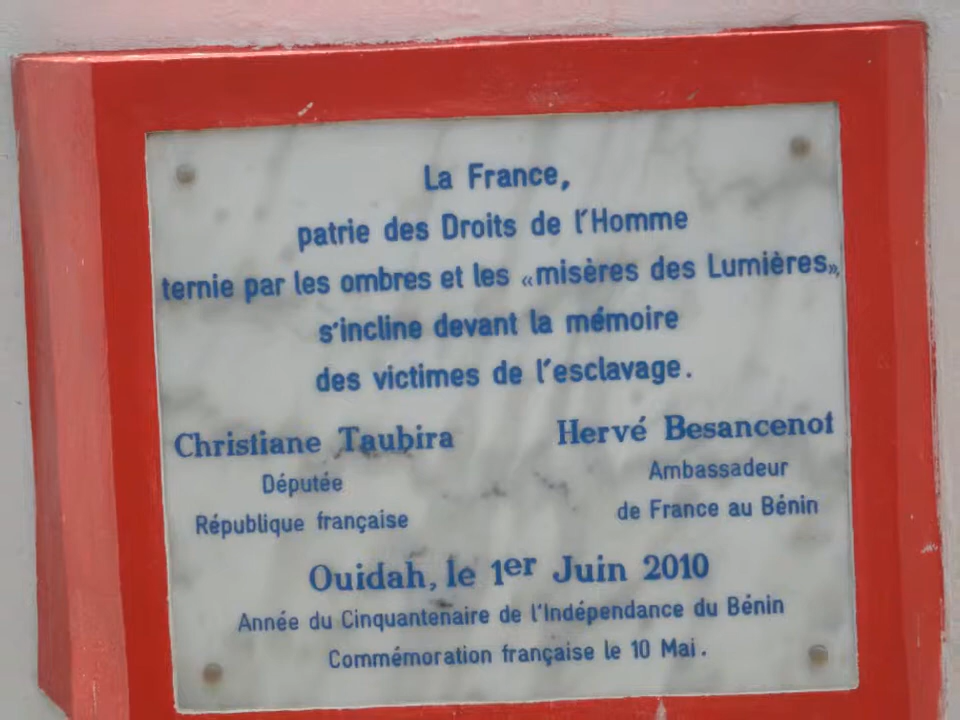 La France,
patrie des Droits de l'Homme
ternie par les ombres et les «misères des Lumières»,
s'incline devant la mémoire
des victimes de l'esclavage.
Christiane Taubira
Députée
République française
Hervé Besancenot
Ambassadeur
de France au Bénin
Ouidah, le 1er Juin 2010
Année du Cinquantenaire de l'Indépendance du Bénin
Commémoration française le 10 Mai.